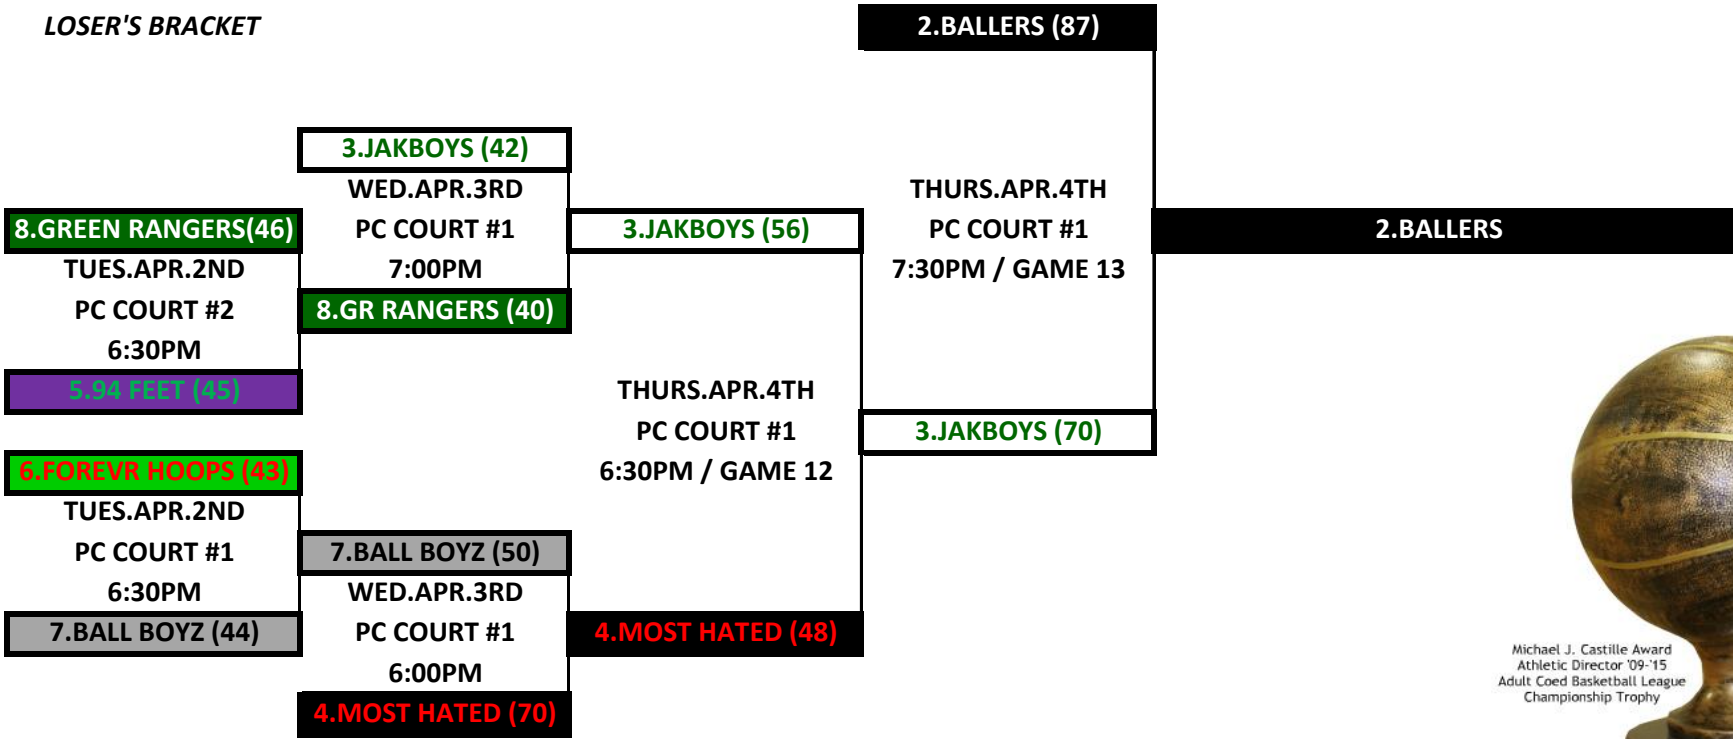 LOSER'S BRACKET
2.BALLERS (87)
3.JAKBOYS (42)
WED.APR.3RD
PC COURT #1
7:00PM
8.GR RANGERS (40)
8.GREEN RANGERS(46)
TUES.APR.2ND
PC COURT #2
6:30PM
5.94 FEET (45)
6.FOREVR HOOPS (43)
TUES.APR.2ND
PC COURT #1
6:30PM
7.BALL BOYZ (44)
7.BALL BOYZ (50)
WED.APR.3RD
PC COURT #1
6:00PM
4.MOST HATED (70)
3.JAKBOYS (56)
THURS.APR.4TH
PC COURT #1
6:30PM / GAME 12
4.MOST HATED (48)
THURS.APR.4TH
PC COURT #1
7:30PM / GAME 13
3.JAKBOYS (70)
2.BALLERS
Michael J. Castille Award
Athletic Director '09-'15
Adult Coed Basketball League
Championship Trophy